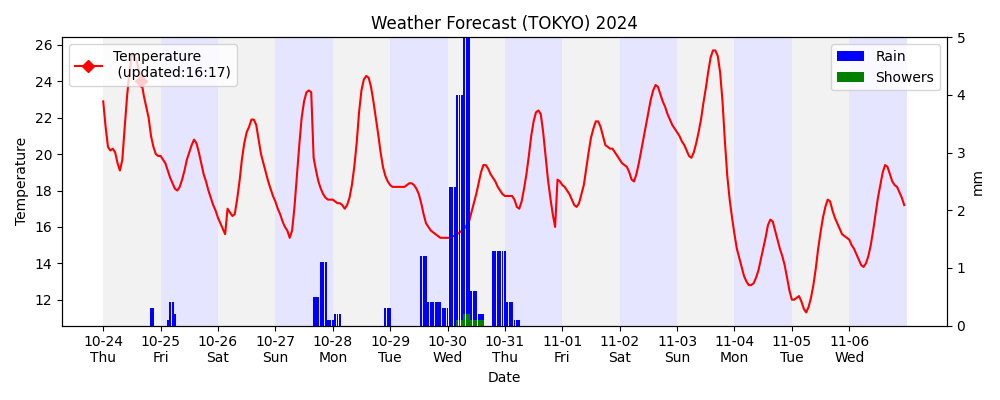 Weather Forecast (TOKYO) 2024
Temperature
(updated:16:17)
Rain
Showers
Temperature
26
24
22
20
18
16
14
12
5
4
3
2
1
0
mm
10-24 10-25 10-26 10-27 10-28 10-29 10-30 10-31 11-01 11-02 11-03 11-04 11-05 11-06
Thu Fri Sat Sun Mon Tue Wed Thu Fri Sat Sun Mon Tue Wed
Date